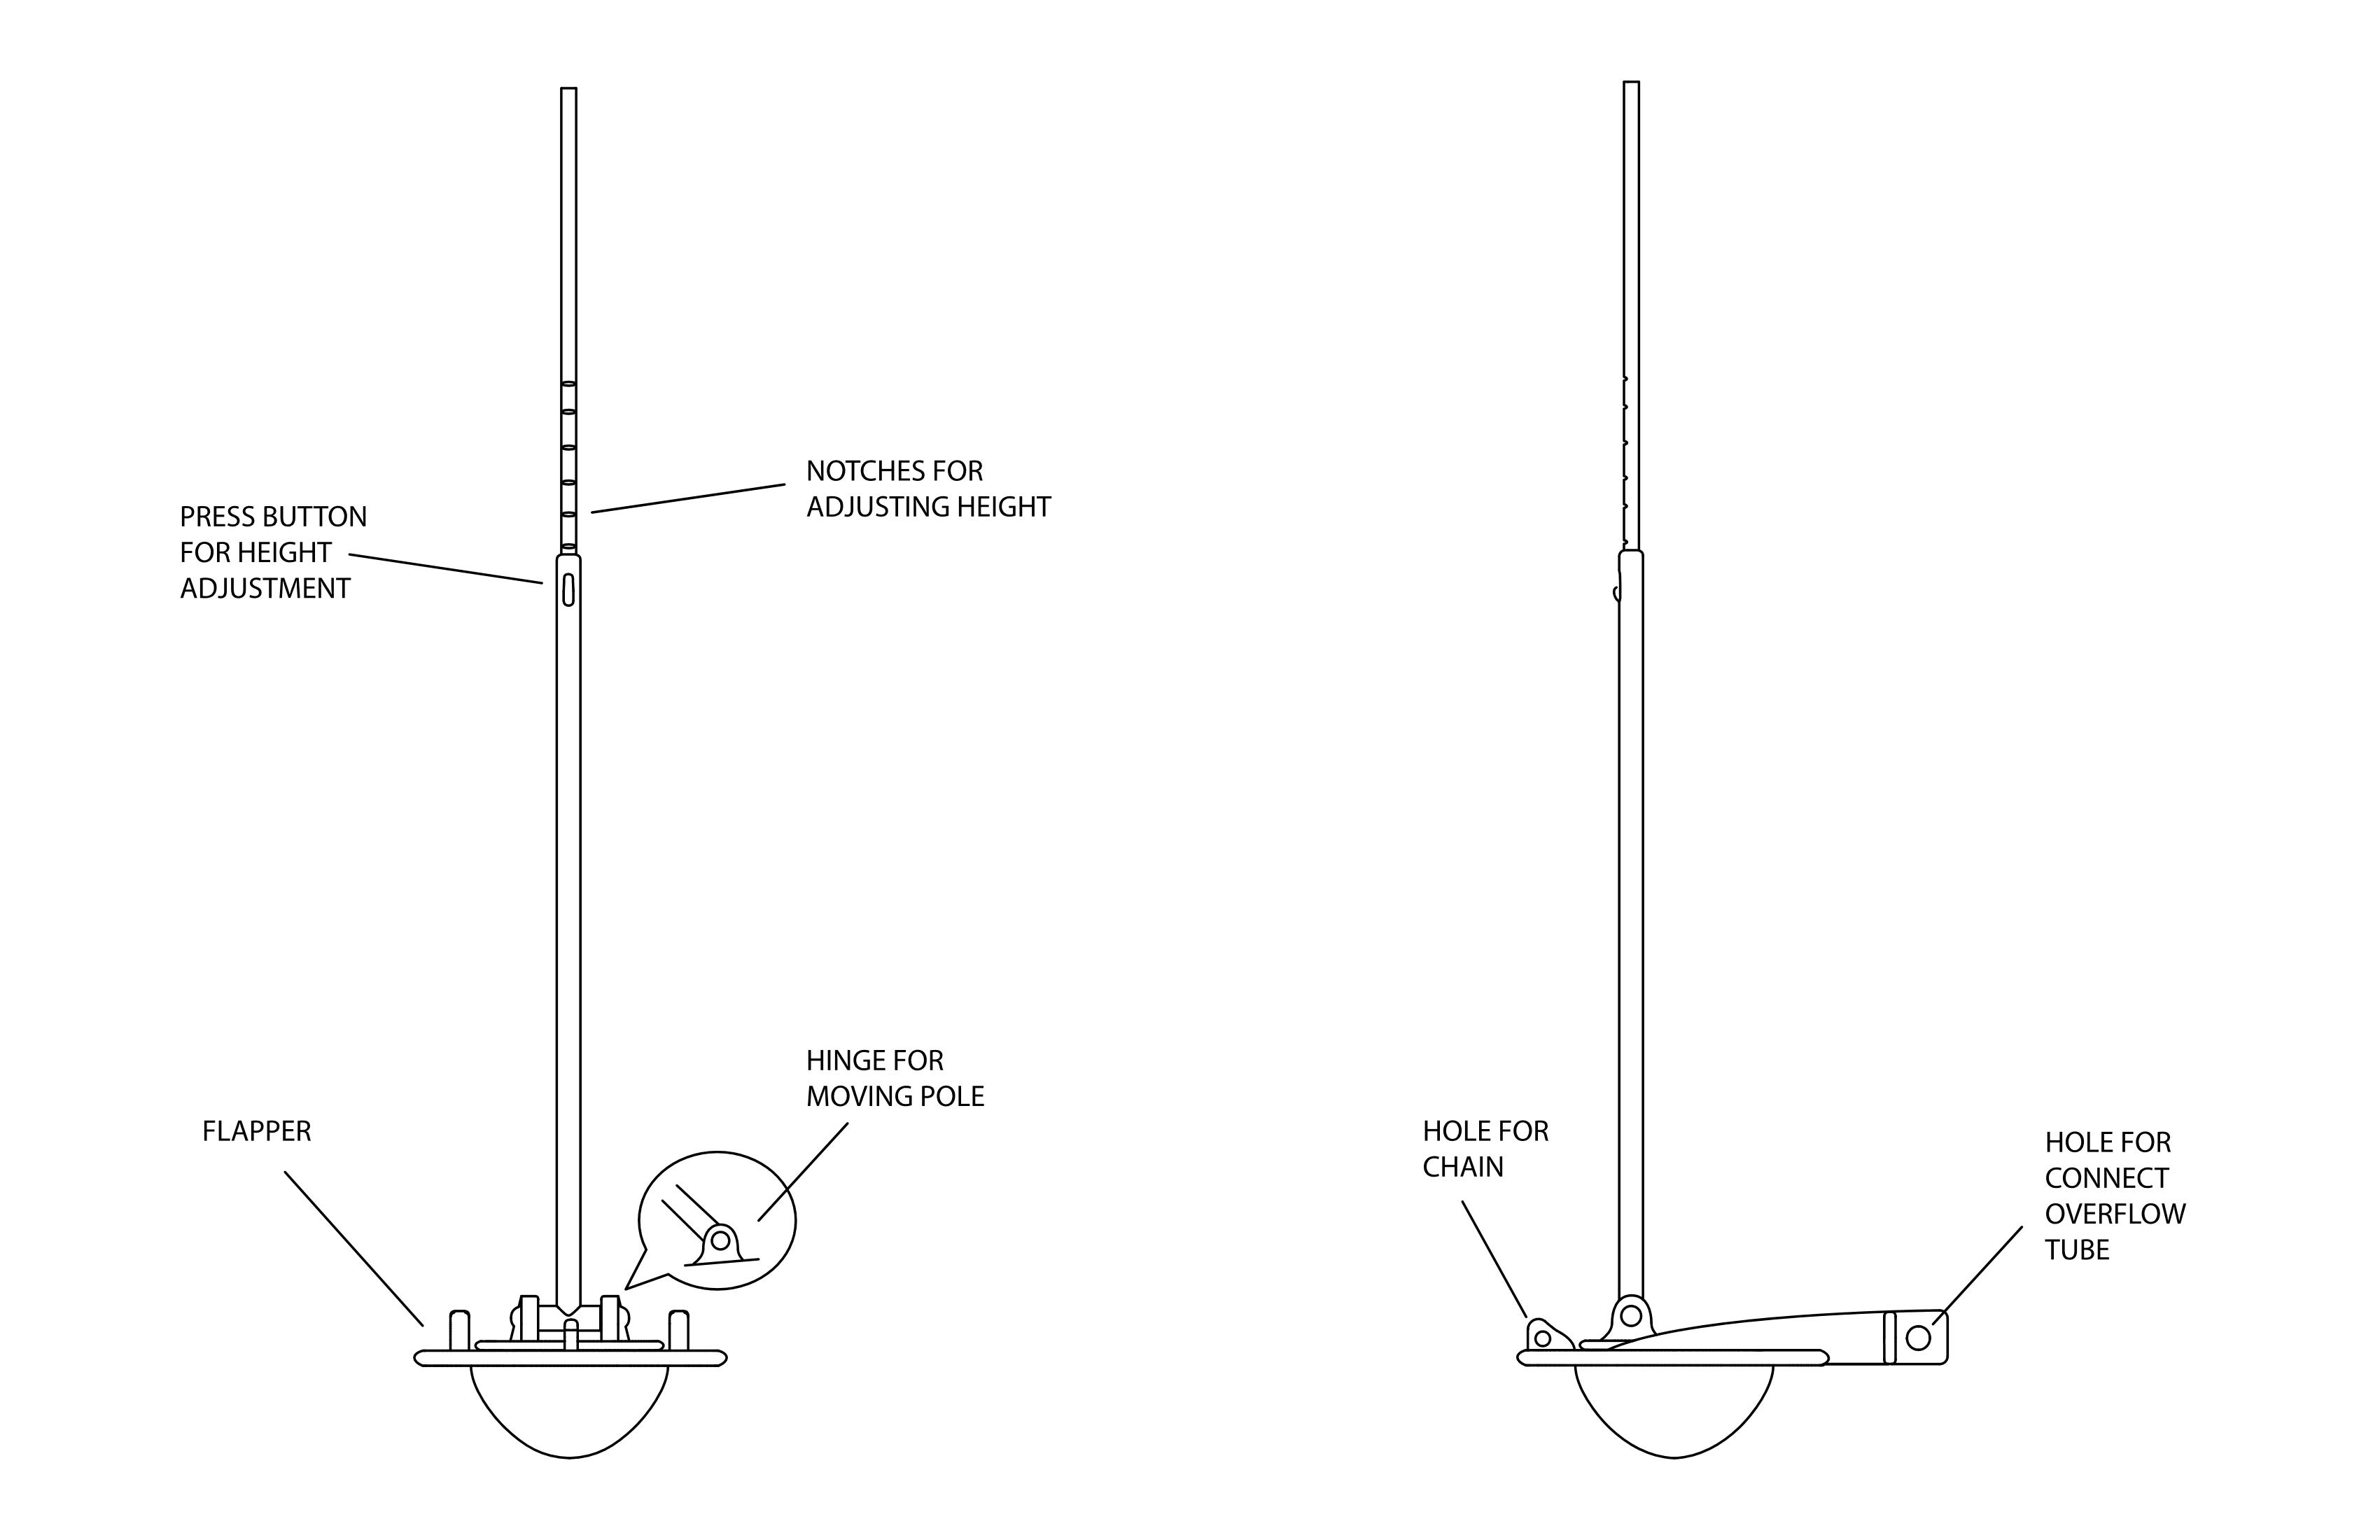 PRESS BUTTON
FOR HEIGHT
ADJUSTMENT
NOTCHES FOR
ADJUSTING HEIGHT
FLAPPER
HINGE FOR
MOVING POLE
HOLE FOR
CHAIN
HOLE FOR
CONNECT
OVERFLOW
TUBE